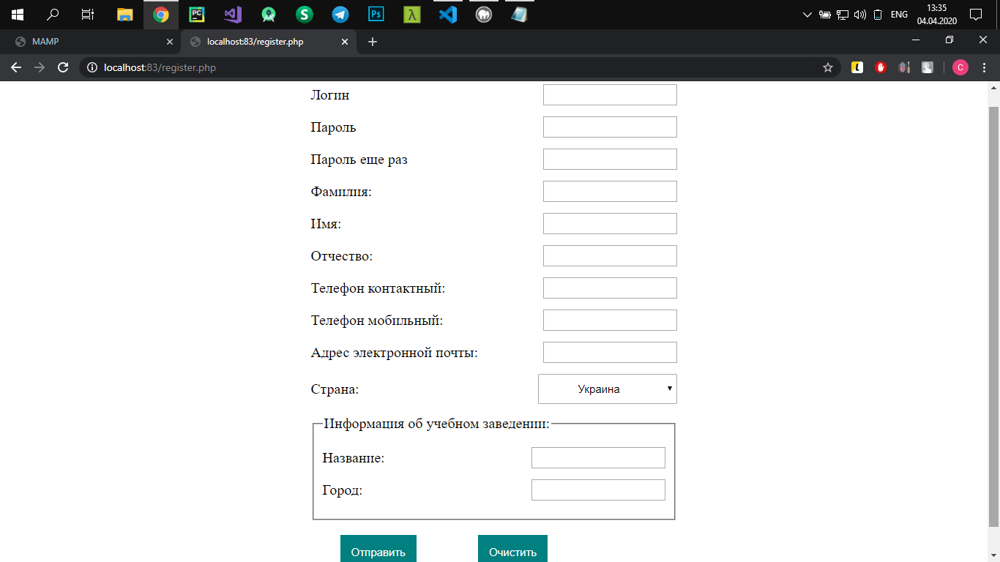 13:35
ENG
04.04.2020
PC
S
Ps
λ
MAMP
localhost:83/register.php
localhost:83/register.php
L
C
Логин
Пароль
Пароль еще раз
Фамилия:
Имя:
Отчество:
Телефон контактный:
Телефон мобильный:
Адрес электронной почты:
Страна:
Украина
Информация об учебном заведении:
Название:
Город:
Отправить
Очистить